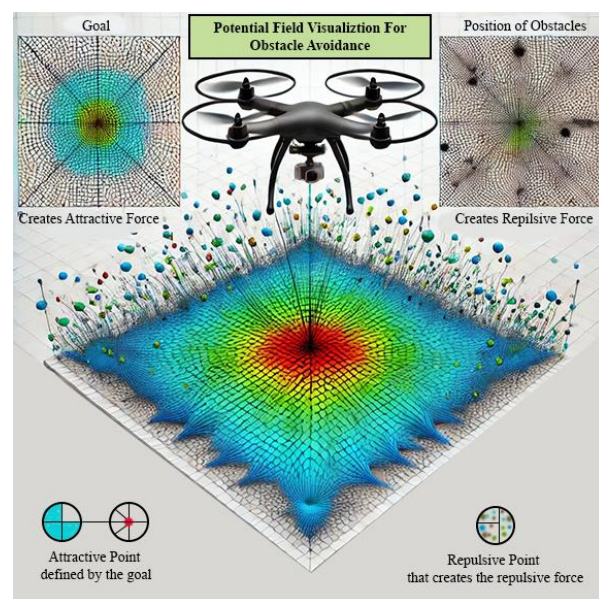 Goal
Potential Field Visualiztion For
Obstacle Avoidance
Position of Obstacles
Creates Attractive Force
Creates Repilsive Force
Attractive Point
defined by the goal
Repulsive Point
that creates the repulsive force